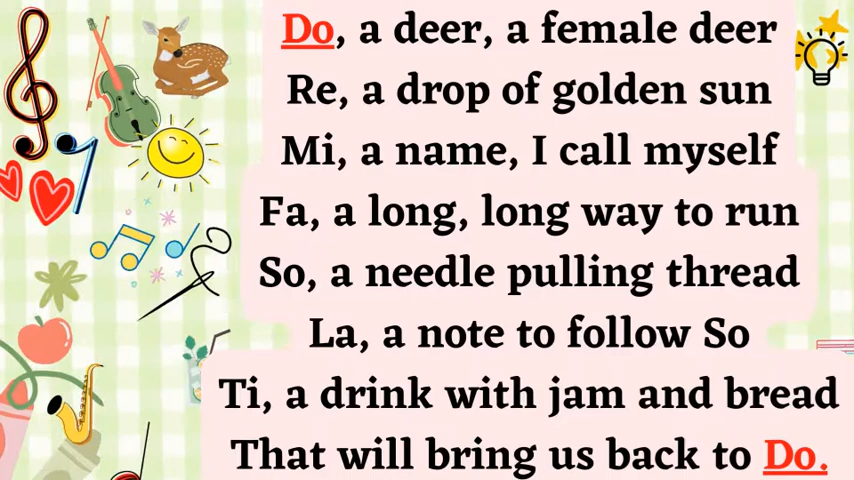 Do, a deer, a female deer
Re, a drop of golden sun
Mi, a name, I call myself
Fa, a long, long way to run
So, a needle pulling thread
La, a note to follow So
Ti, a drink with jam and bread
That will bring us back to Do.